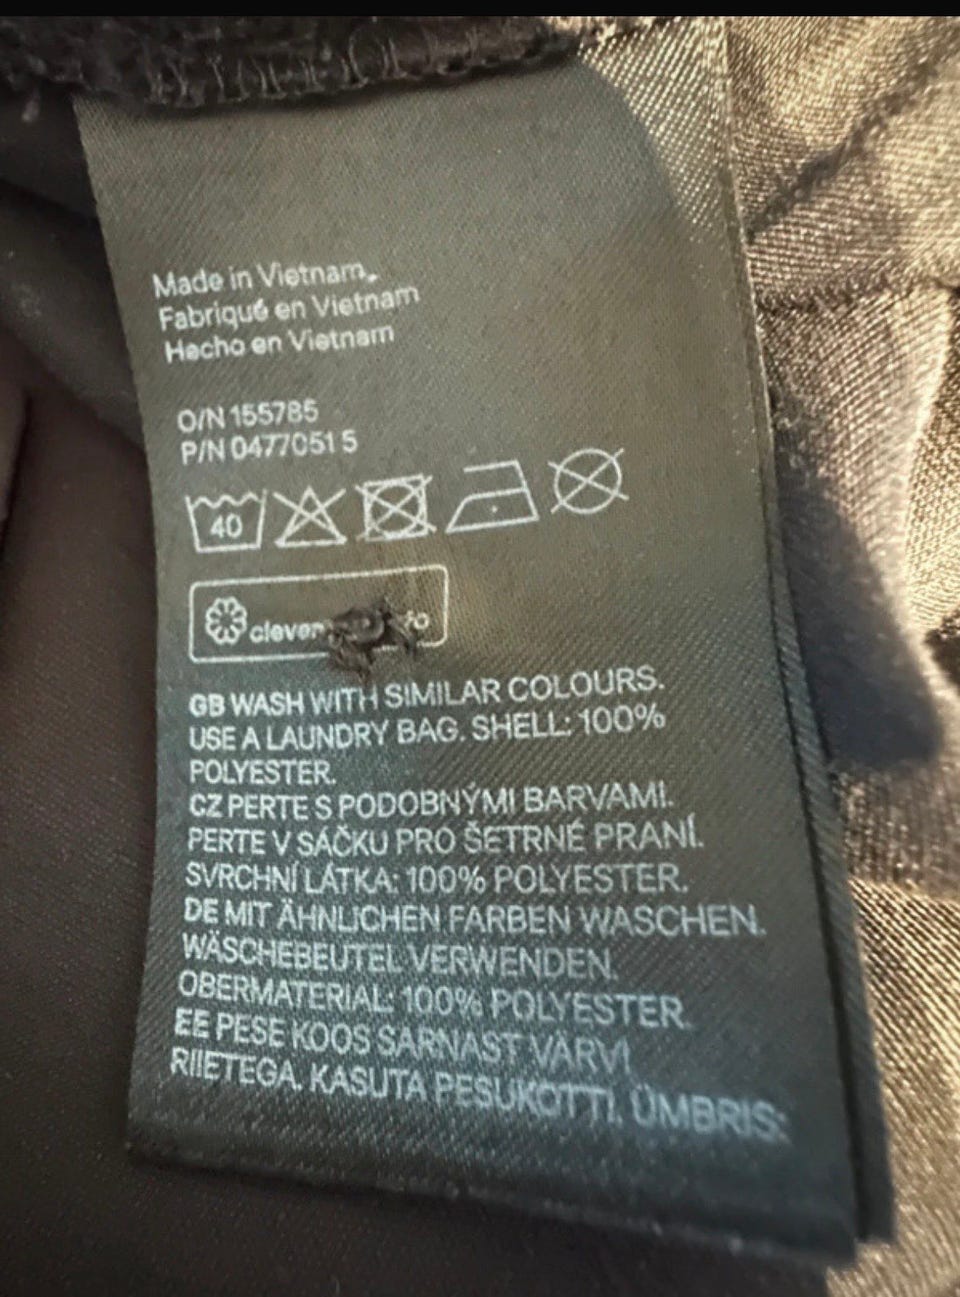 Made in Vietnam
Fabriqué en Vietnam
Hecho en Vietnam
O/N 155785
P/N 0477051 5
40
GB WASH WITH SIMILAR COLOURS.
USE A LAUNDRY BAG. SHELL: 100%
POLYESTER.
CZ PERTE S PODOBNÝMI BARVAMI.
PERTE V SÁČKU PRO ŠETRNÉ PRANÍ.
SVRCHNÍ LÁTKA: 100% POLYESTER.
DE MIT ÄHNLICHEN FARBEN WASCHEN.
WÄSCHEBEUTEL VERWENDEN.
OBERMATERIAL: 100% POLYESTER.
EE PESE KOOS SARNAST VÄRVI
RIIETEGA. KASUTA PESUKOTTI. ÜMBRIS: